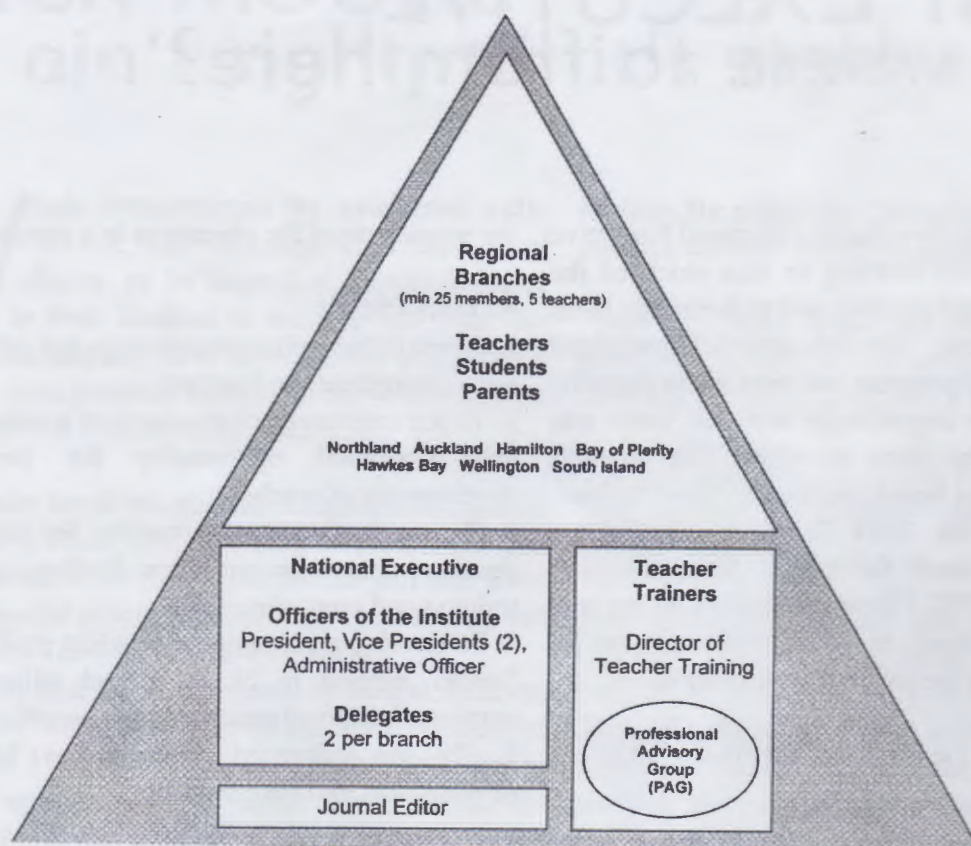 Regional
Branches
(min 25 members, 5 teachers)
Teachers
Students
Parents
Northland Auckland Hamilton Bay of Plenty
Hawkes Bay Wellington South Island
National Executive
Officers of the Institute
President, Vice Presidents (2),
Administrative Officer
Delegates
2 per branch
Journal Editor
Teacher
Trainers
Director of
Teacher Training
Professional
Advisory
Group
(PAG)